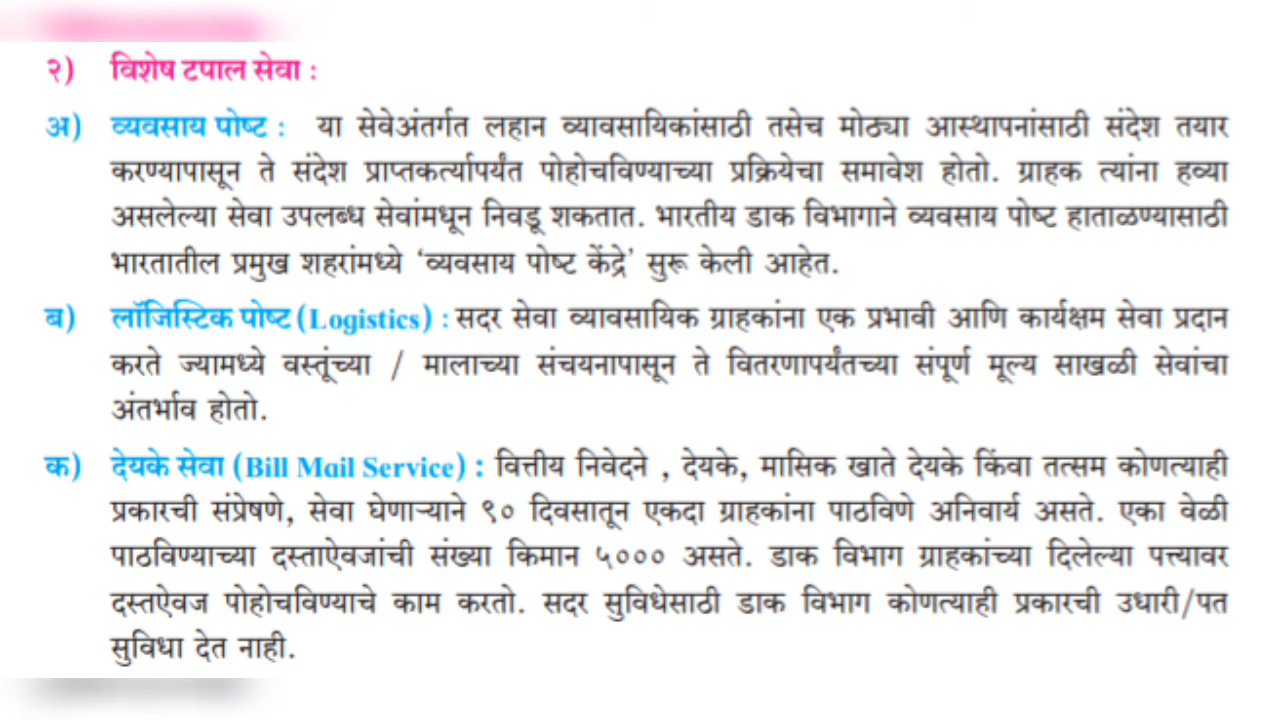 २) विशेष टपाल सेवा :
अ) व्यवसाय पोष्ट : या सेवेअंतर्गत लहान व्यावसायिकांसाठी तसेच मोठ्या आस्थापनांसाठी संदेश तयार
करण्यापासून ते संदेश प्राप्तकर्त्यापर्यंत पोहोचविण्याच्या प्रक्रियेचा समावेश होतो. ग्राहक त्यांना हव्या
असलेल्या सेवा उपलब्ध सेवांमधून निवडू शकतात. भारतीय डाक विभागाने व्यवसाय पोष्ट हाताळण्यासाठी
भारतातील प्रमुख शहरांमध्ये ‘व्यवसाय पोष्ट केंद्रे’ सुरू केली आहेत.
ब) लॉजिस्टिक पोष्ट (Logistics) : सदर सेवा व्यावसायिक ग्राहकांना एक प्रभावी आणि कार्यक्षम सेवा प्रदान
करते ज्यामध्ये वस्तूंच्या / मालाच्या संचयनापासून ते वितरणापर्यंतच्या संपूर्ण मूल्य साखळी सेवांचा
अंतर्भाव होतो.
क) देयके सेवा (Bill Mail Service) : वित्तीय निवेदने , देयके, मासिक खाते देयके किंवा तत्सम कोणत्याही
प्रकारची संप्रेषणे, सेवा घेणाऱ्याने ९० दिवसातून एकदा ग्राहकांना पाठविणे अनिवार्य असते. एका वेळी
पाठविण्याच्या दस्ताऐवजांची संख्या किमान ५००० असते. डाक विभाग ग्राहकांच्या दिलेल्या पत्त्यावर
दस्तऐवज पोहोचविण्याचे काम करतो. सदर सुविधेसाठी डाक विभाग कोणत्याही प्रकारची उधारी/पत
सुविधा देत नाही.